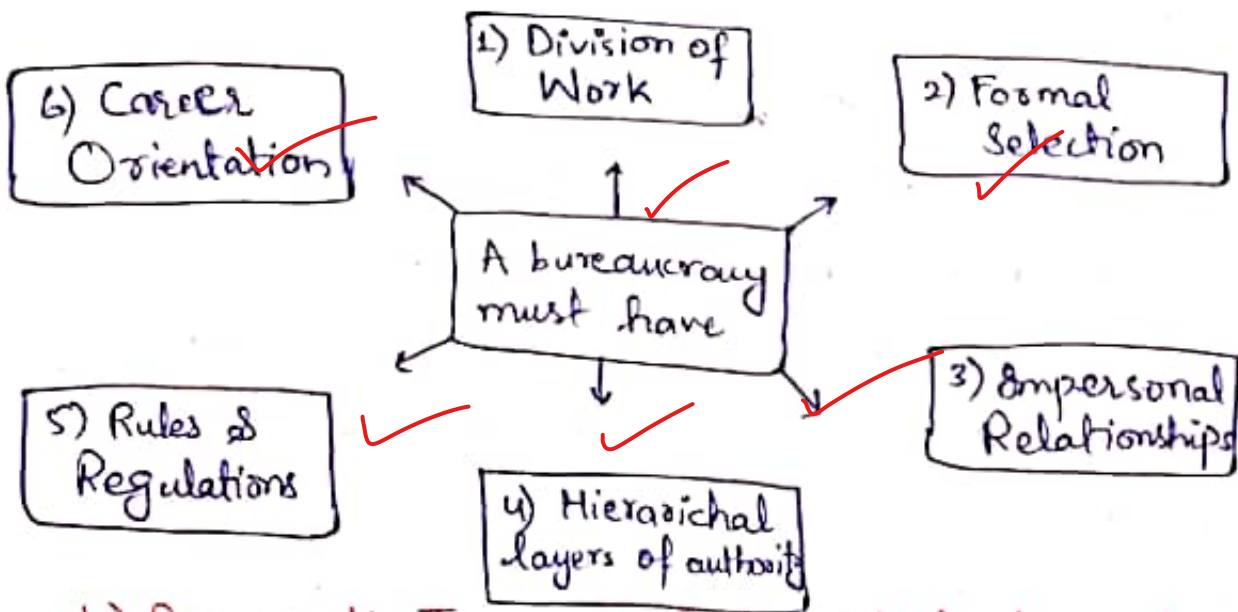 1) Division of
Work
2) Formal
Selection
3) Impersonal
Relationships
4) Hierarichal
layers of authority
5) Rules &
Regulations
6) Career
Orientation
A bureaucracy
must have